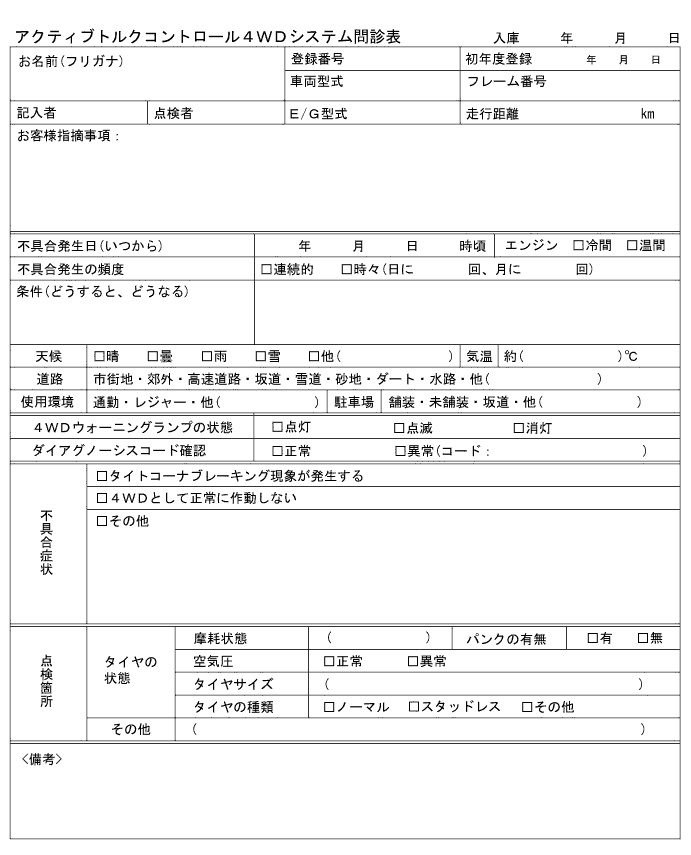 アクティブトルクコントロール4WDシステム問診表　入庫　年　月　日
お名前(フリガナ)　登録番号　初年度登録　年　月　日
車両型式　フレーム番号
記入者　点検者　E/G型式　走行距離　km
お客様指摘事項：
不具合発生日(いつから)　年　月　日　時頃　エンジン　□冷間　□温間
不具合発生の頻度　□連続的　□時々(日に　回、月に　回)
条件(どうすると、どうなる)
天候　□晴　□曇　□雨　□雪　□他(　)　気温　約(　)℃
道路　市街地・郊外・高速道路・坂道・雪道・砂地・ダート・水路・他(　)
使用環境　通勤・レジャー・他(　)　駐車場　舗装・未舗装・坂道・他(　)
4WDウォーニングランプの状態　□点灯　□点滅　□消灯
ダイアグノーシスコード確認　□正常　□異常(コード：　)
不具合症状
□タイトコーナブレーキング現象が発生する
□4WDとして正常に作動しない
□その他
点検箇所
タイヤの状態
摩耗状態　(　)　パンクの有無　□有　□無
空気圧　□正常　□異常
タイヤサイズ　(　)
タイヤの種類　□ノーマル　□スタッドレス　□その他
その他　(　)
<備考>